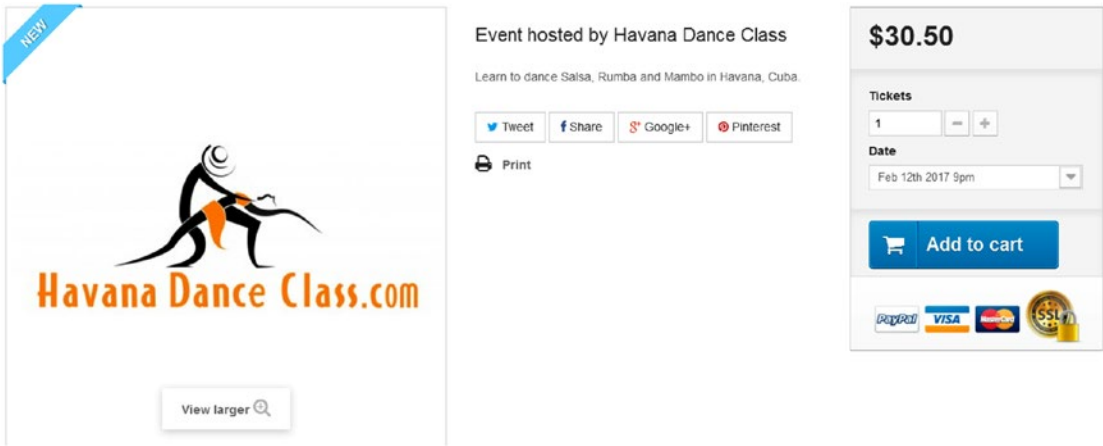 NEW
Havana Dance Class.com
View larger
Event hosted by Havana Dance Class
Learn to dance Salsa, Rumba and Mambo in Havana, Cuba.
Tweet
Share
g+ Google+
Pinterest
Print
$30.50
Tickets
1
Date
Feb 12th 2017 9pm
Add to cart
PayPal VISA MasterCard SSL